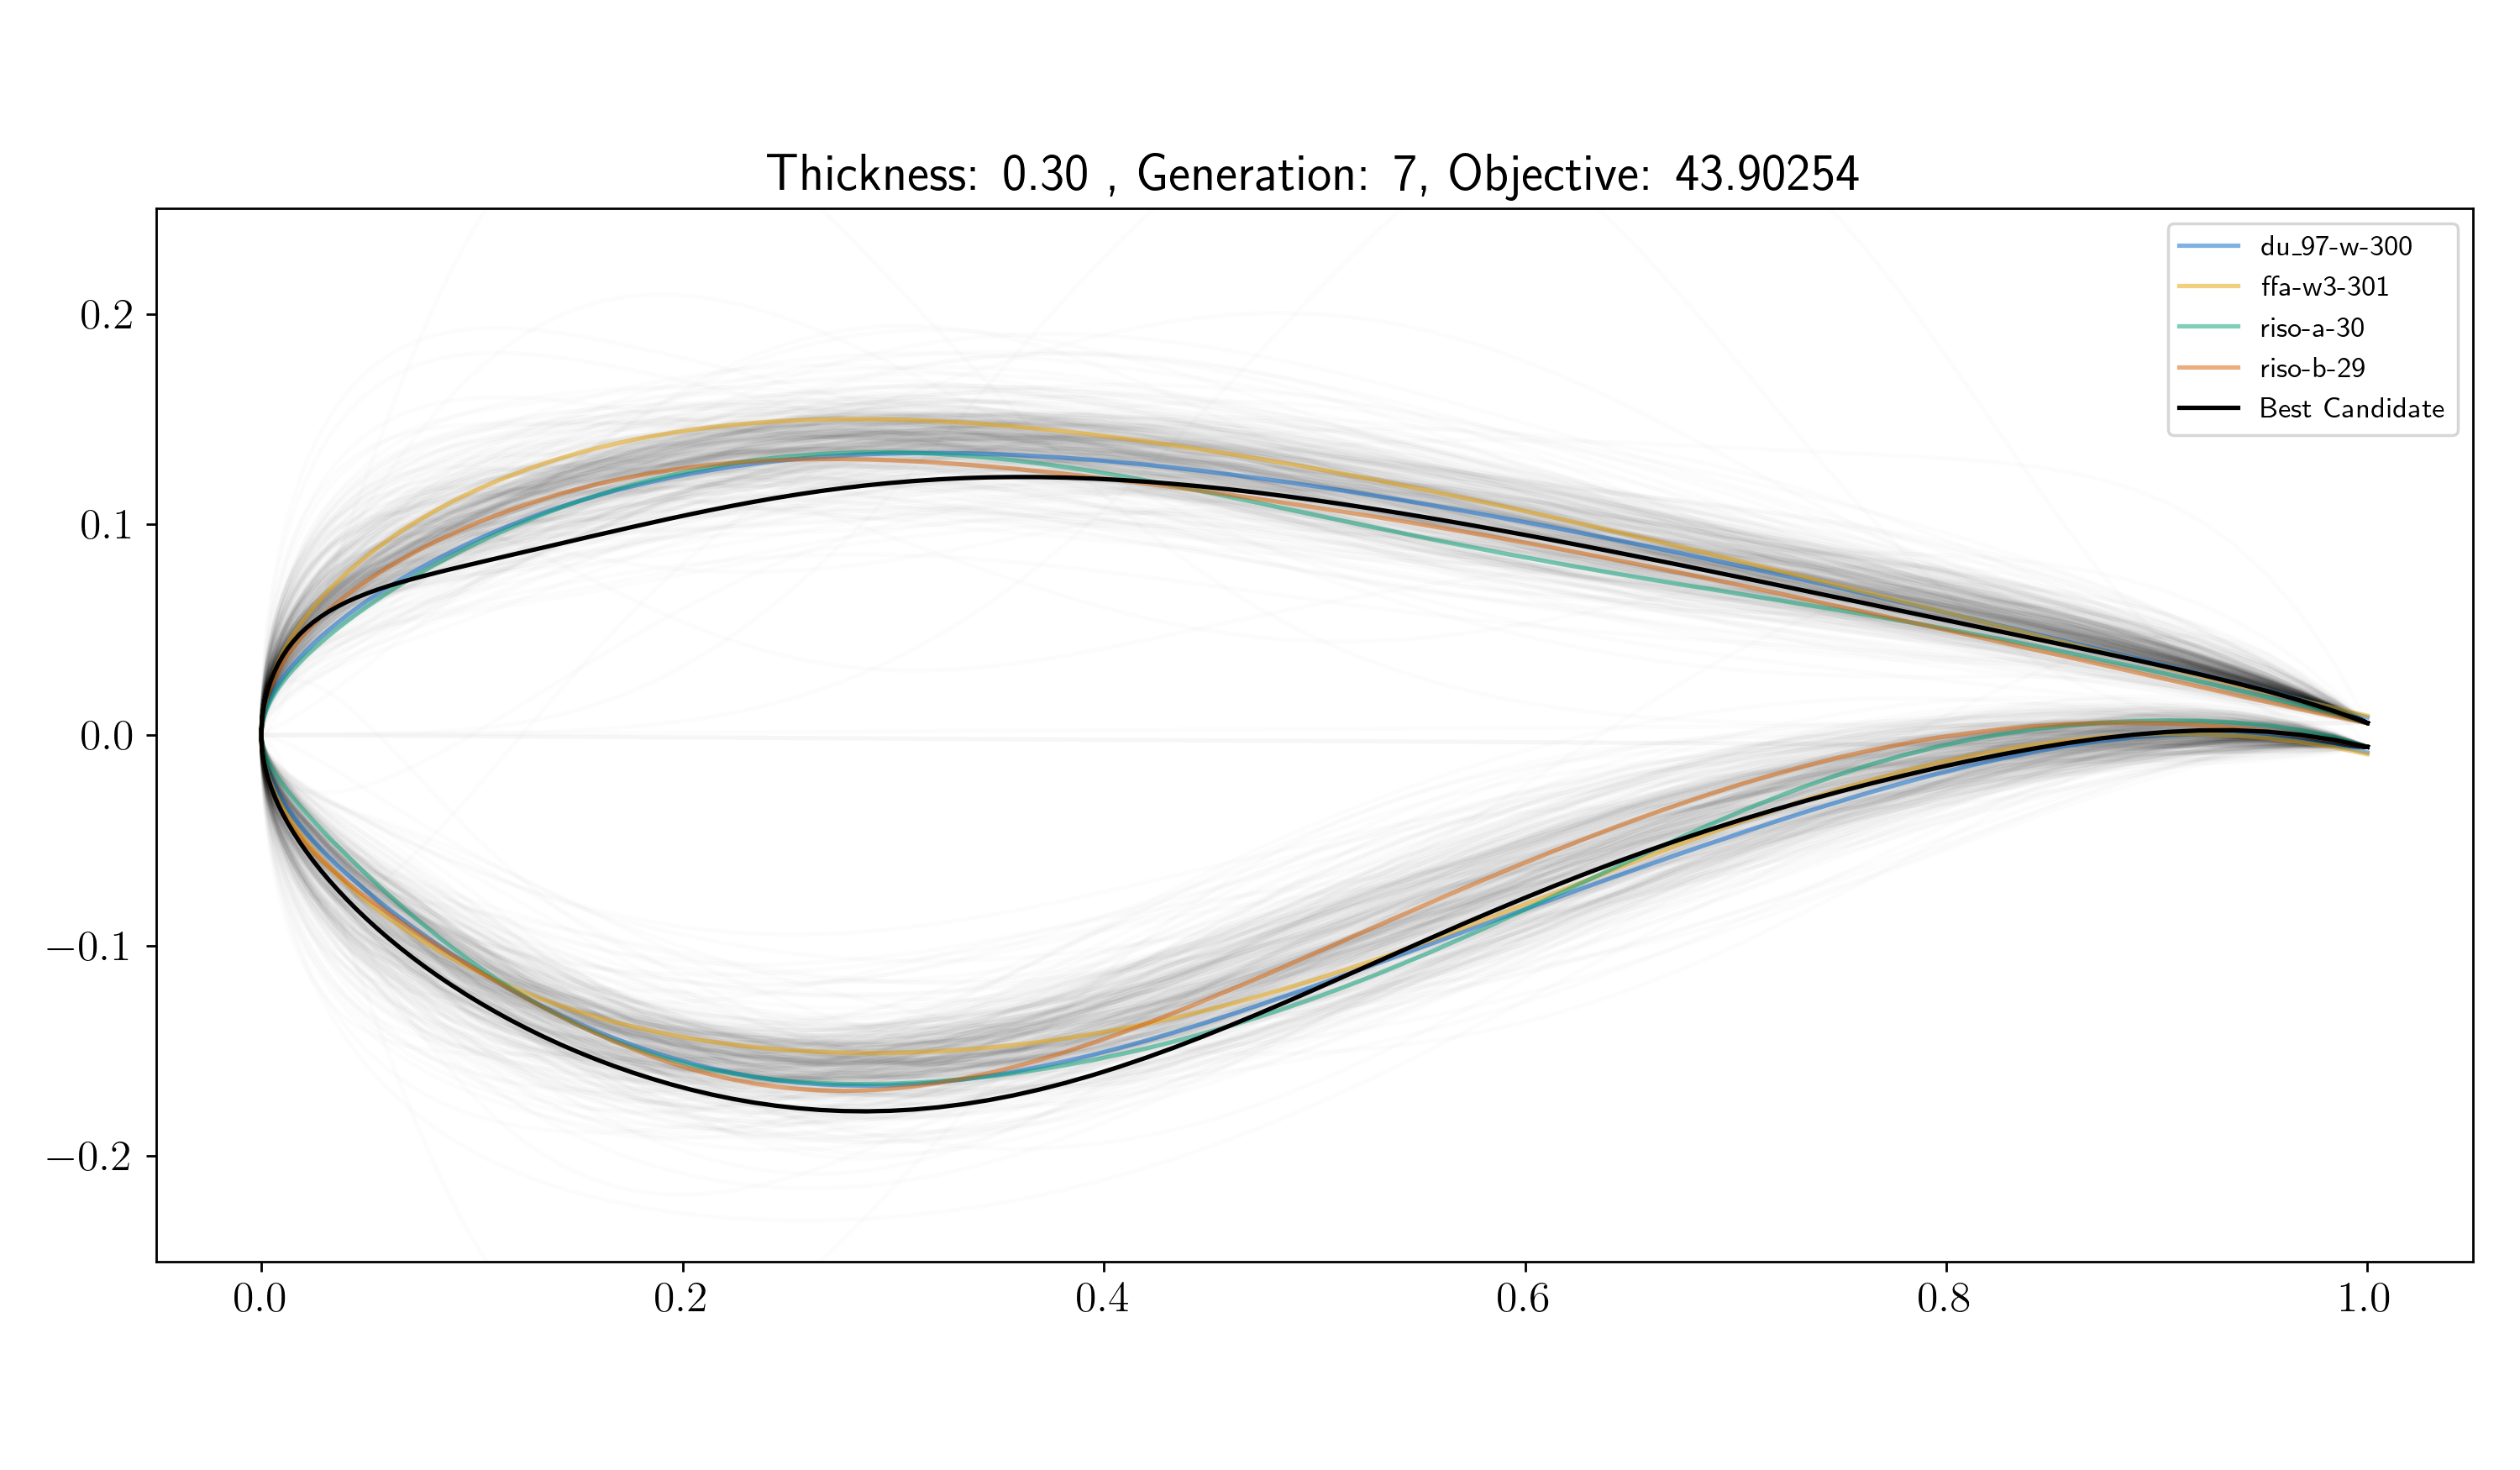 Thickness: 0.30 , Generation: 7, Objective: 43.90254
du_97-w-300
ffa-w3-301
riso-a-30
riso-b-29
Best Candidate
0.2
0.1
0.0
−0.1
−0.2
0.0 0.2 0.4 0.6 0.8 1.0